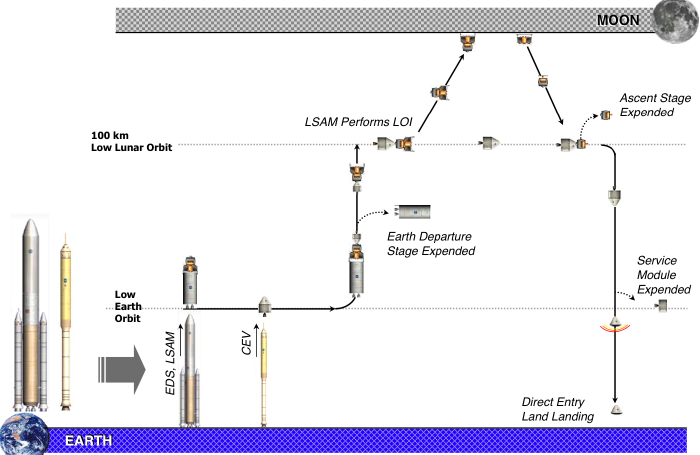 MOON
Ascent Stage
Expended
LSAM Performs LOI
100 km
Low Lunar Orbit
Earth Departure
Stage Expended
Service
Module
Expended
Low
Earth
Orbit
EDS, LSAM
CEV
Direct Entry
Land Landing
EARTH